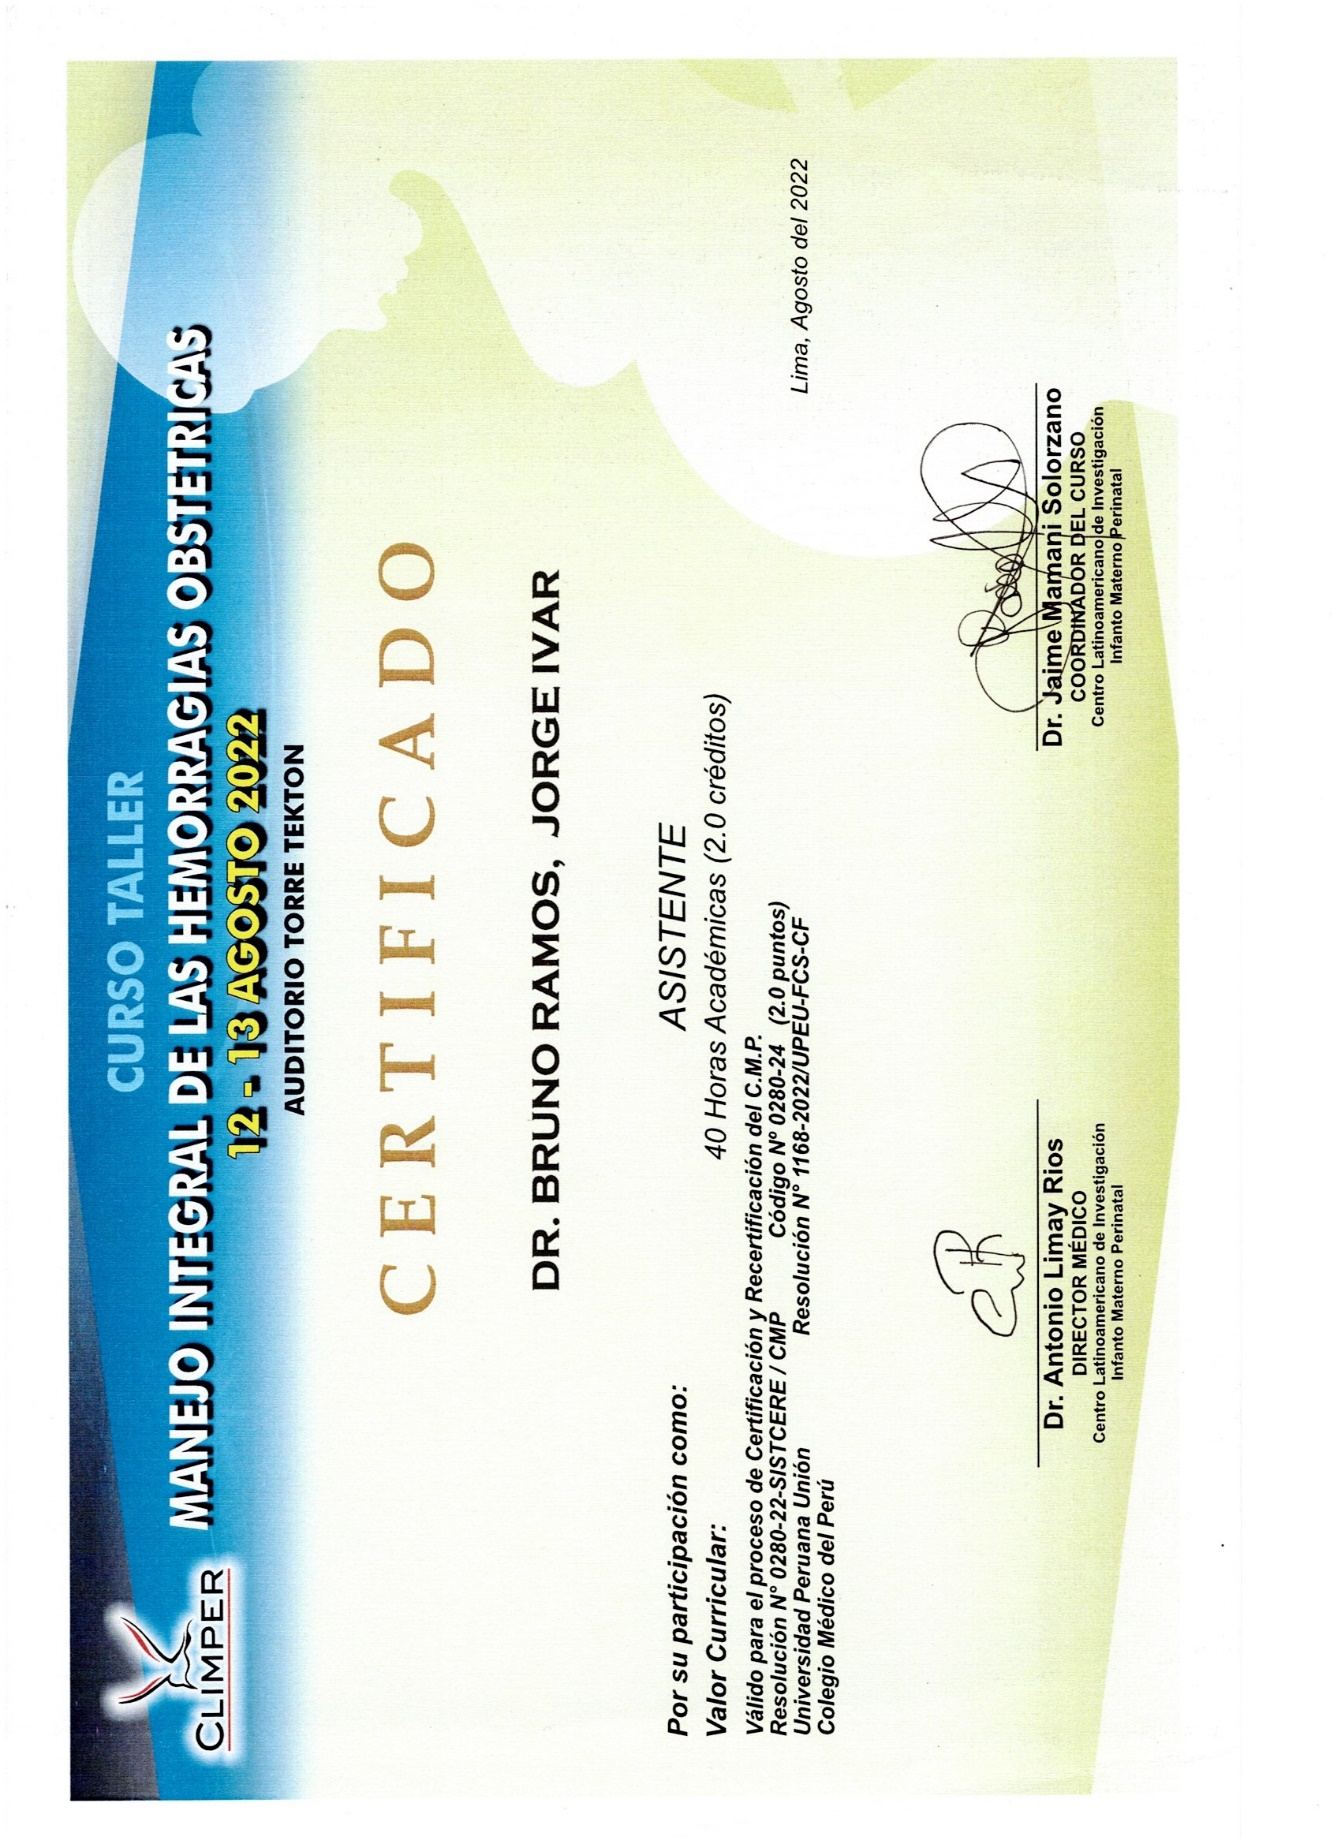 CLIMPER
CURSO TALLER
MANEJO INTEGRAL DE LAS HEMORRAGIAS OBSTETRICAS
12 - 13 AGOSTO 2022
AUDITORIO TORRE TEKTON
CERTIFICADO
DR. BRUNO RAMOS, JORGE IVAR
Por su participación como: ASISTENTE
Valor Curricular: 40 Horas Académicas (2.0 créditos)
Válido para el proceso de Certificación y Recertificación del C.M.P.
Resolución N° 0280-22-SISTCERE / CMP Código N° 0280-24 (2.0 puntos)
Universidad Peruana Unión Resolución N° 1168-2022/UPEU-FCS-CF
Colegio Médico del Perú
Lima, Agosto del 2022
Dr. Antonio Limay Rios
DIRECTOR MÉDICO
Centro Latinoamericano de Investigación
Infanto Materno Perinatal
Dr. Jaime Mamani Solorzano
COORDINADOR DEL CURSO
Centro Latinoamericano de Investigación
Infanto Materno Perinatal